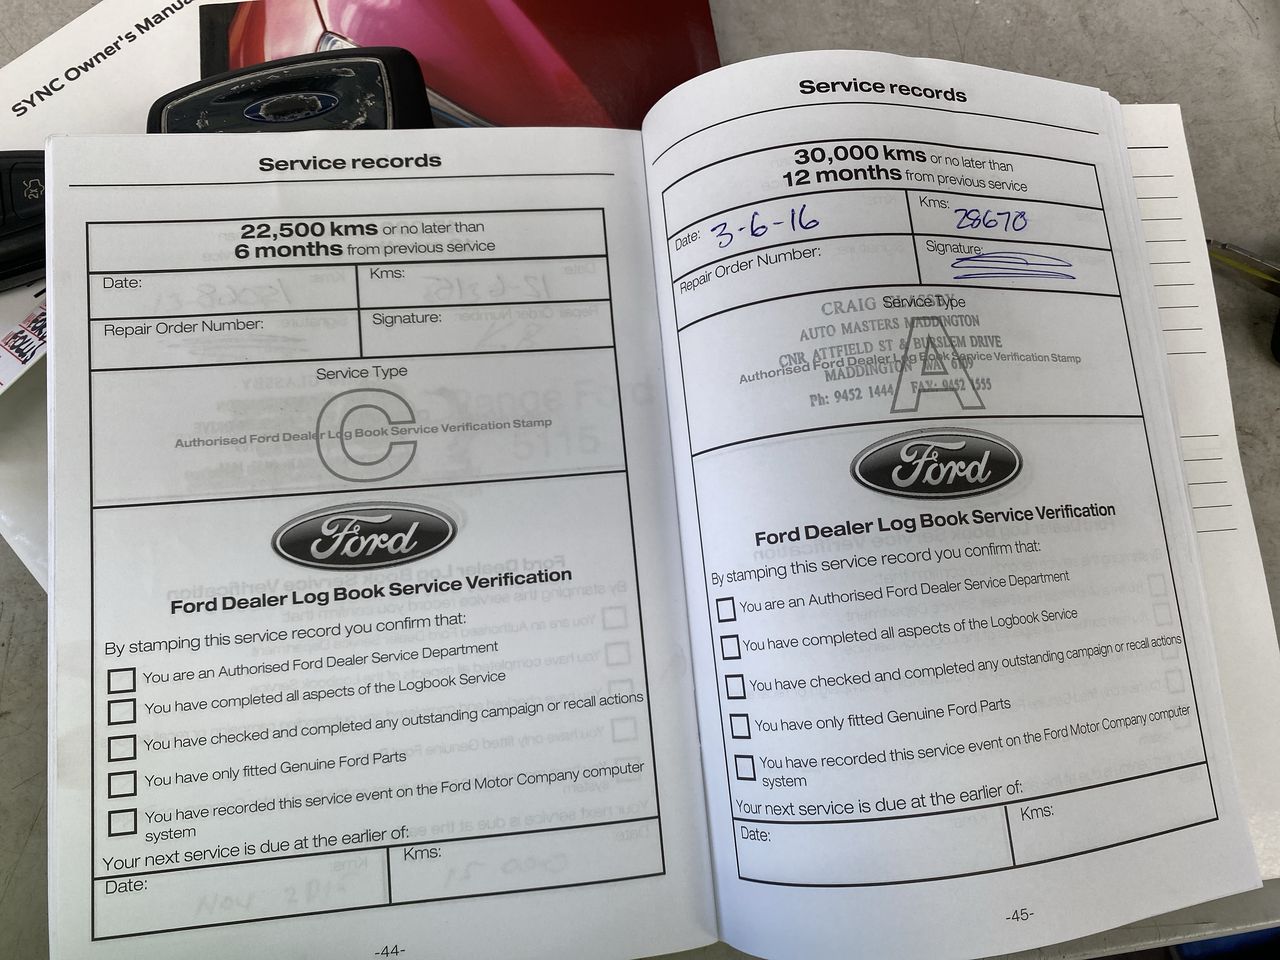 SYNC Owner's Manual
Service records
22,500 kms or no later than
6 months from previous service
Date:
Kms:
Repair Order Number:
Signature:
Service Type
C
Authorised Ford Dealer Log Book Service Verification Stamp
Ford
Ford Dealer Log Book Service Verification
By stamping this service record you confirm that:
You are an Authorised Ford Dealer Service Department
You have completed all aspects of the Logbook Service
You have checked and completed any outstanding campaign or recall actions
You have only fitted Genuine Ford Parts
You have recorded this service event on the Ford Motor Company computer
system
Your next service is due at the earlier of:
Date:
Kms:
-44-
Service records
30,000 kms or no later than
12 months from previous service
Date: 3-6-16
Kms: 28670
Repair Order Number:
Signature:
Service Type
A
CRAIG
AUTO MASTERS MADDINGTON
CNR ATTFIELD ST & BURSLEM DRIVE
Authorised Ford Dealer Log Book Service Verification Stamp
MADDINGTON WA 6109
Ph: 9452 1444 FAX: 9452 1555
Ford
Ford Dealer Log Book Service Verification
By stamping this service record you confirm that:
You are an Authorised Ford Dealer Service Department
You have completed all aspects of the Logbook Service
You have checked and completed any outstanding campaign or recall actions
You have only fitted Genuine Ford Parts
You have recorded this service event on the Ford Motor Company computer
system
Your next service is due at the earlier of:
Date:
Kms:
-45-